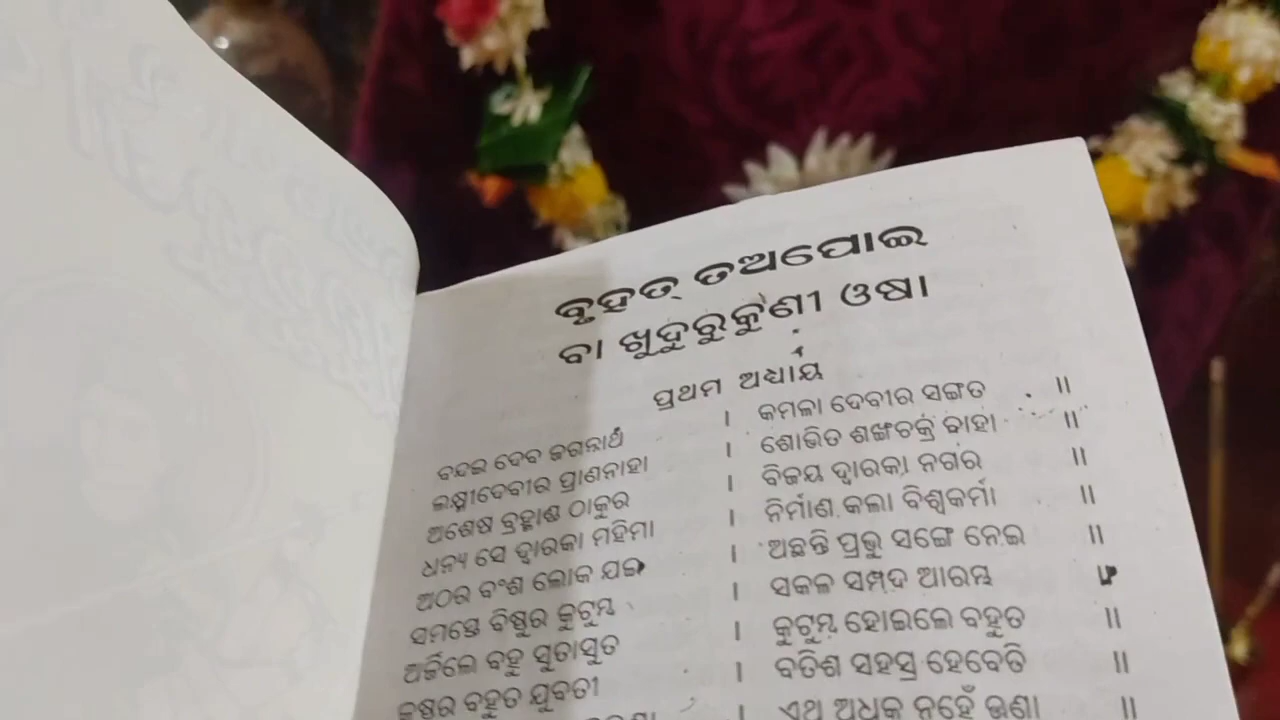 ବୃହତ୍ ତଅପୋଇ
ବା ଖୁଦୁରୁକୁଣୀ ଓଷା
ପ୍ରଥମ ଅଧ୍ୟାୟ
ବନ୍ଦଇ ଦେବ ଜଗନ୍ନାଥ । କମଳା ଦେବୀର ସଙ୍ଗତ ॥
ଲକ୍ଷ୍ମୀଦେବୀର ପ୍ରାଣନାହା । ଶୋଭିତ ଶଙ୍ଖଚକ୍ର ବାହା ॥
ଅଶେଷ ବ୍ରହ୍ମାଣ୍ଡ ଠାକୁର । ବିଜୟ ଦ୍ୱାରକା ନଗର ॥
ଧନ୍ୟ ସେ ଦ୍ୱାରକା ମହିମା । ନିର୍ମାଣ କଲା ବିଶ୍ୱକର୍ମା ॥
ଅଠର ବଂଶ ଲୋକ ଯଇ । ଅଛନ୍ତି ପ୍ରଭୁ ସଙ୍ଗେ ନେଇ ॥
ସମସ୍ତେ ବିଷ୍ଣୁର କୁଟୁମ୍ବ । ସକଳ ସମ୍ପଦ ଆରମ୍ଭ ॥
ଅର୍ଜିଲେ ବହୁ ସୁତାସୁତ । କୁଟୁମ୍ବ ହୋଇଲେ ବହୁତ ॥
କୃଷ୍ଣର ବହୁତ ଯୁବତୀ । ବତିଶ ସହସ୍ର ହେବେତି ॥
। ଏଥୁ ଅଧିକ ନହେଁ ଊଣା ॥